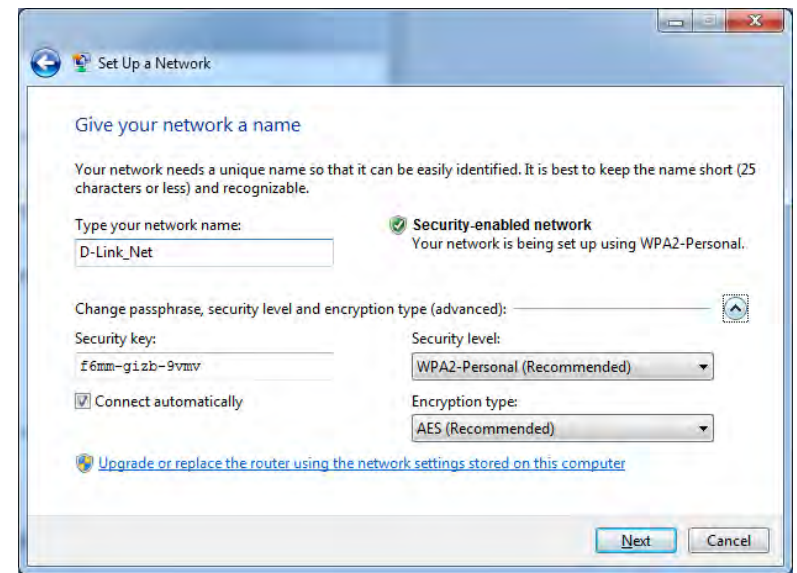 Set Up a Network
Give your network a name
Your network needs a unique name so that it can be easily identified. It is best to keep the name short (25
characters or less) and recognizable.
Type your network name:
D-Link_Net
Security-enabled network
Your network is being set up using WPA2-Personal.
Change passphrase, security level and encryption type (advanced):
Security key:
f6mm-gizb-9vmv
Connect automatically
Security level:
WPA2-Personal (Recommended)
Encryption type:
AES (Recommended)
Upgrade or replace the router using the network settings stored on this computer
Next
Cancel